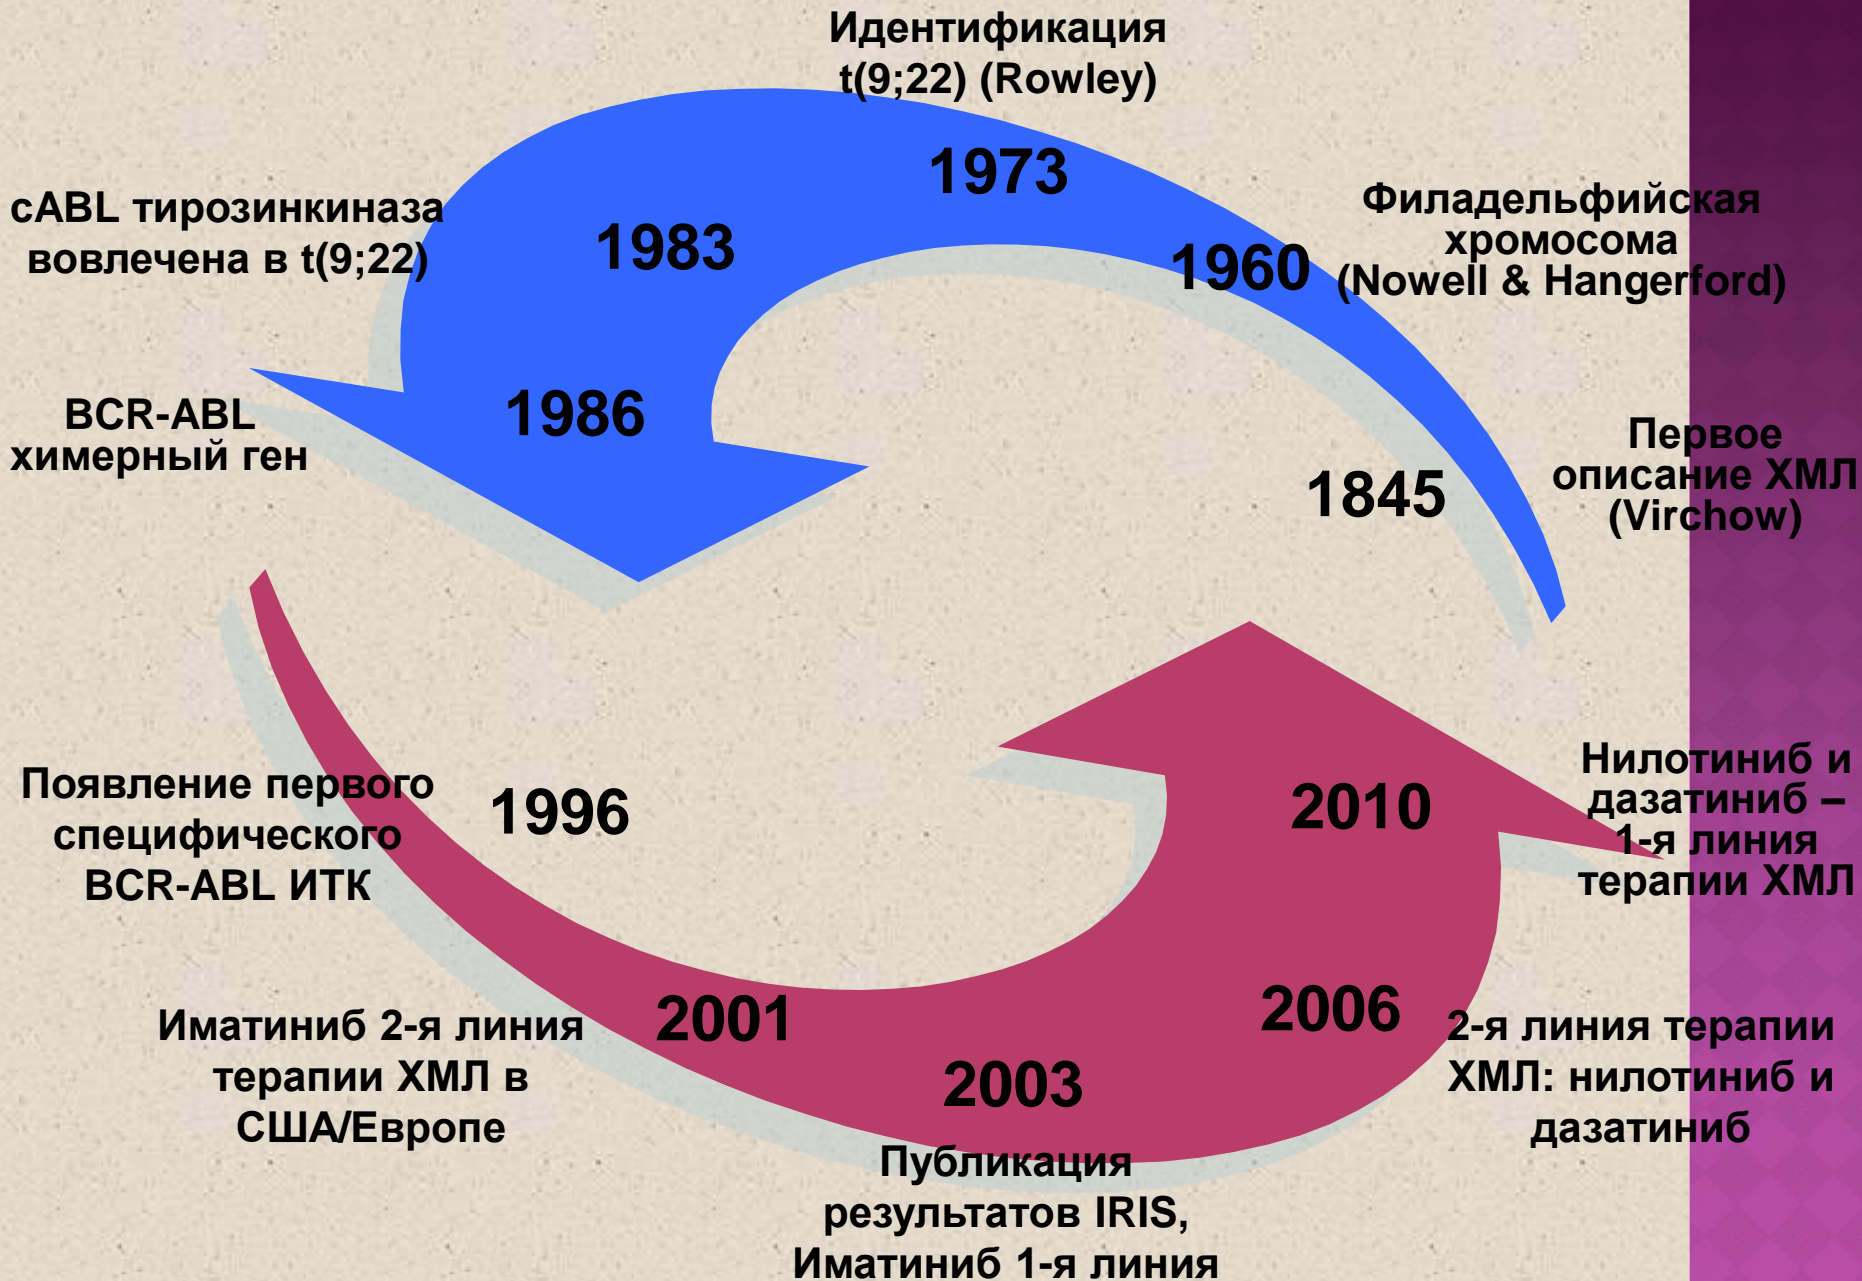 Идентификация
t(9;22) (Rowley)
1973
сABL тирозинкиназа
вовлечена в t(9;22)
1983
Филадельфийская
хромосома
(Nowell & Hangerford)
1960
BCR-ABL
химерный ген
1986
Первое
описание ХМЛ
(Virchow)
1845
Появление первого
специфического
BCR-ABL ИТК
1996
Нилотиниб и
дазатиниб –
1-я линия
терапии ХМЛ
2010
Иматиниб 2-я линия
терапии ХМЛ в
США/Европе
2001
2003
2006
2-я линия терапии
ХМЛ: нилотиниб и
дазатиниб
Публикация
результатов IRIS,
Иматиниб 1-я линия